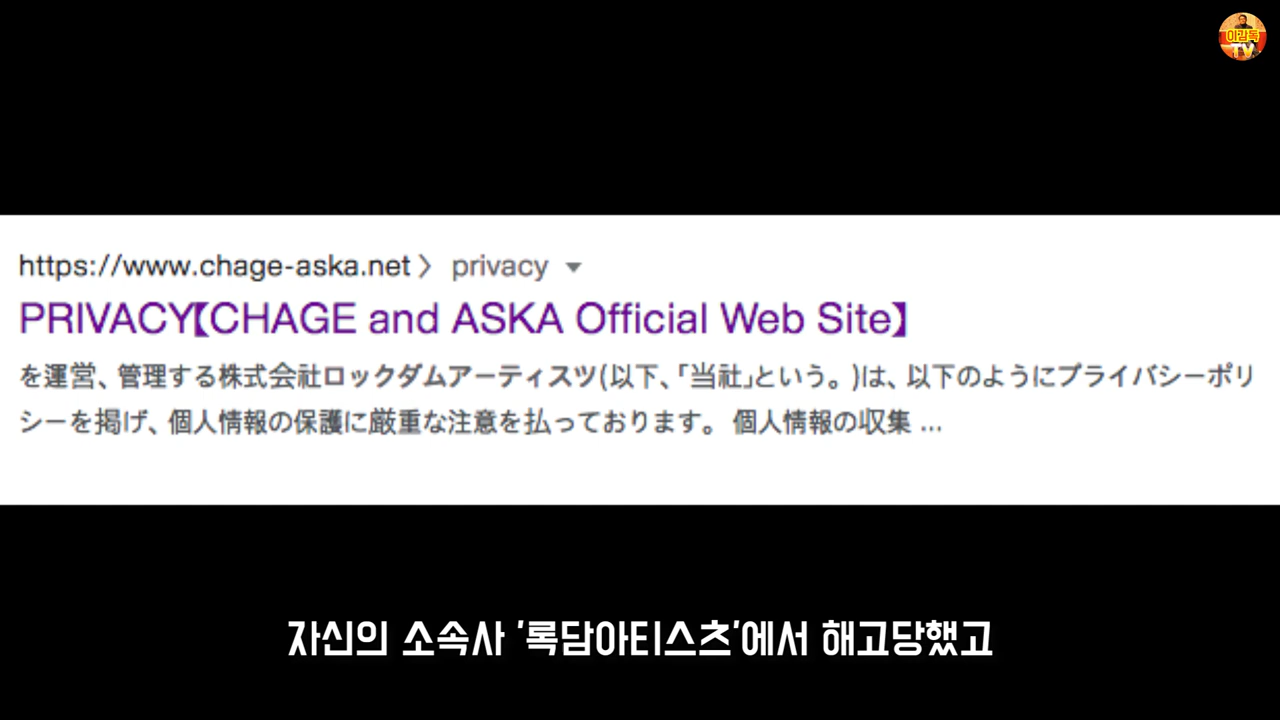 이감독
TV
https://www.chage-aska.net 〉 privacy
PRIVACY【CHAGE and ASKA Official Web Site】
を運営、管理する株式会社ロックダムアーティスツ(以下、「当社」という。)は、以下のようにプライバシーポリ
シーを掲げ、個人情報の保護に厳重な注意を払っております。 個人情報の収集 ...
자신의 소속사 '록담아티스츠'에서 해고당했고